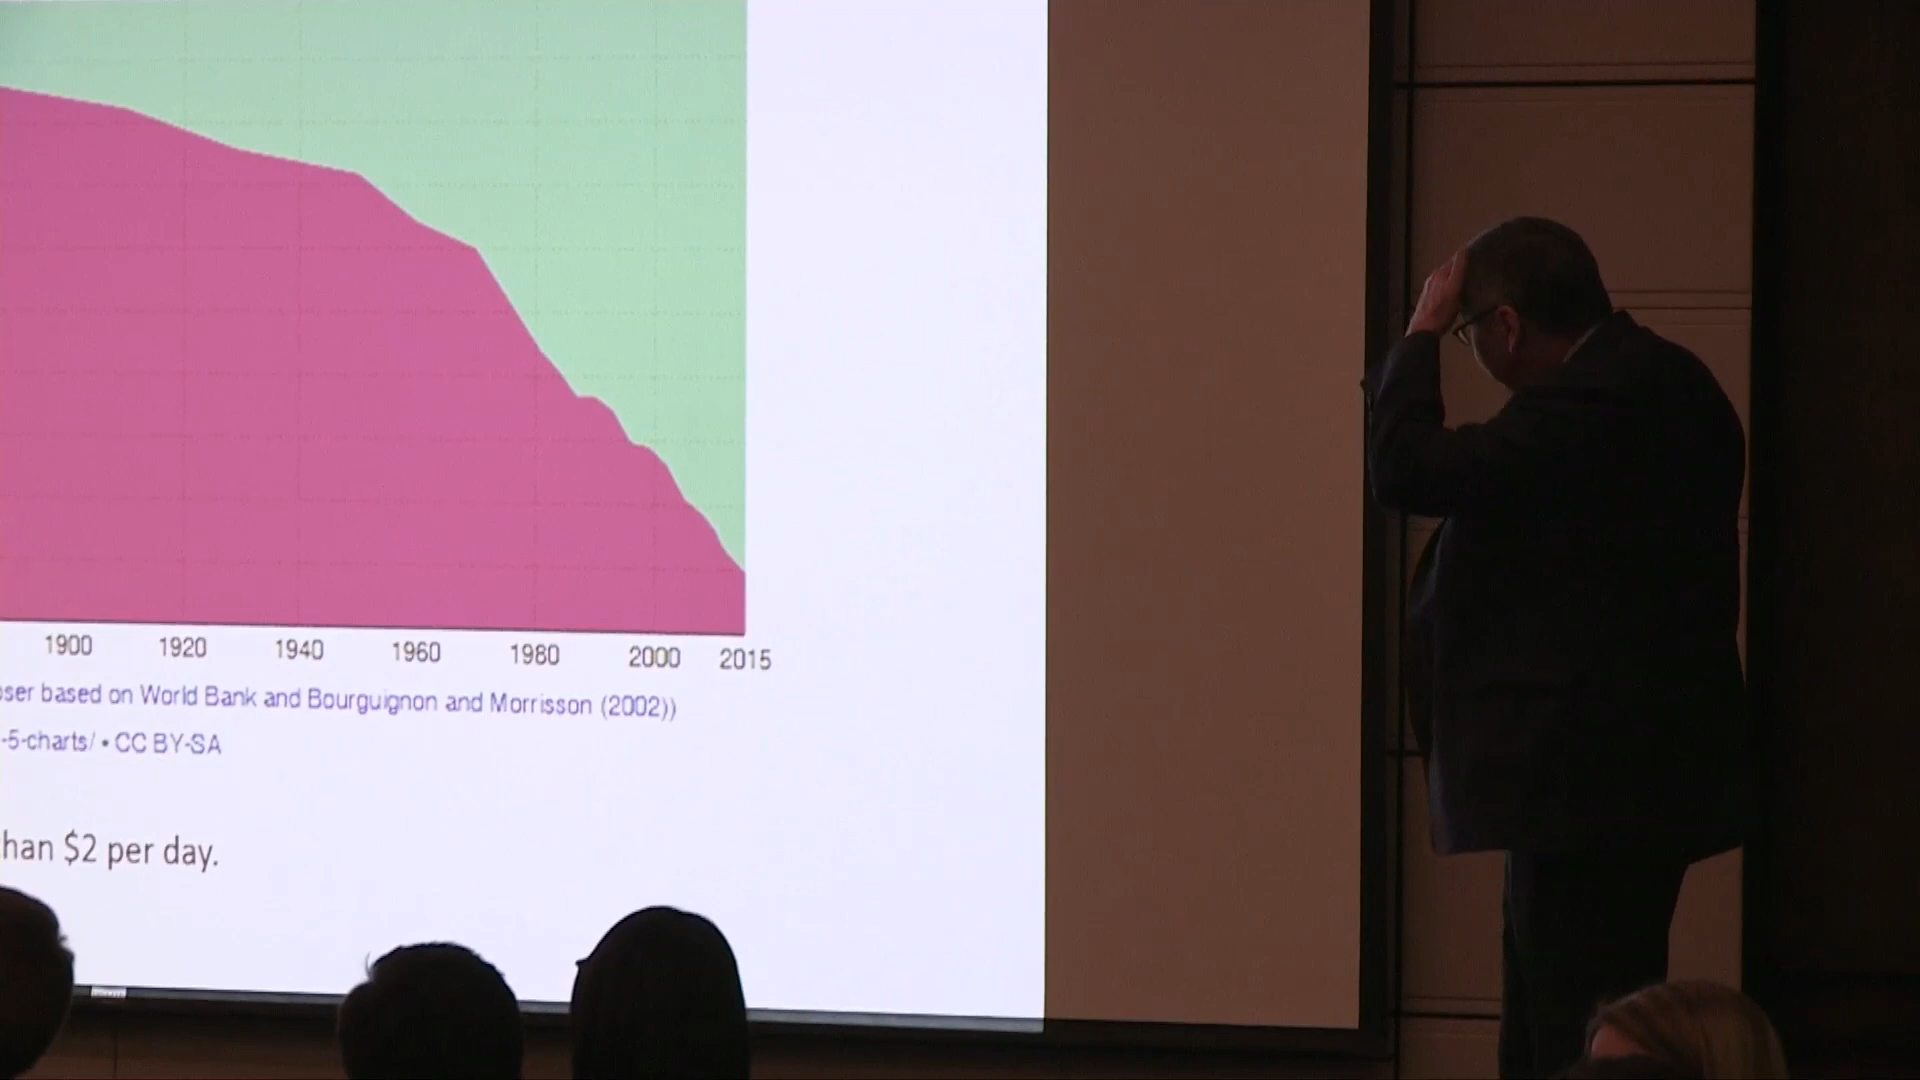 1900 1920 1940 1960 1980 2000 2015
ser based on World Bank and Bourguignon and Morrisson (2002))
-5-charts/ • CC BY-SA
han $2 per day.